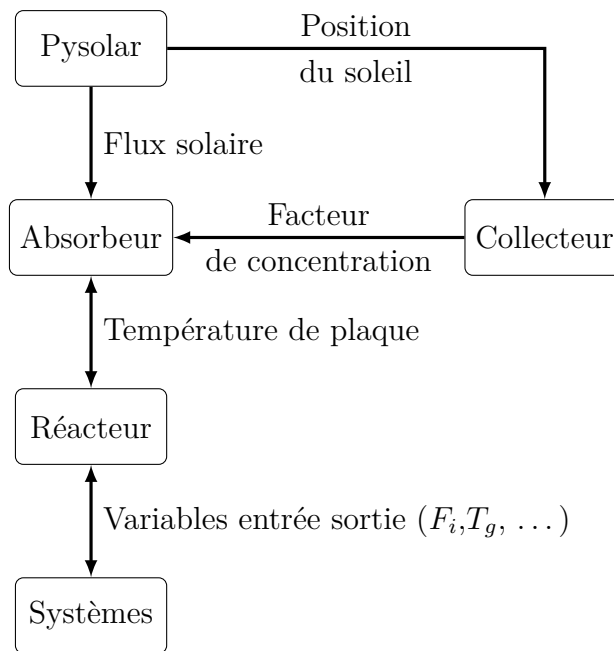 Pysolar
Position
du soleil
Flux solaire
Absorbeur
Facteur
de concentration
Collecteur
Température de plaque
Réacteur
Variables entrée sortie (F_i,T_g, ...)
Systèmes